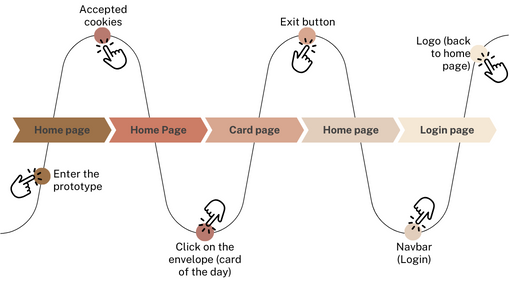 Accepted
cookies
Exit button
Logo (back
to home
page)
Home page
Home Page
Card page
Home page
Login page
Enter the
prototype
Click on the
envelope (card
of the day)
Navbar
(Login)